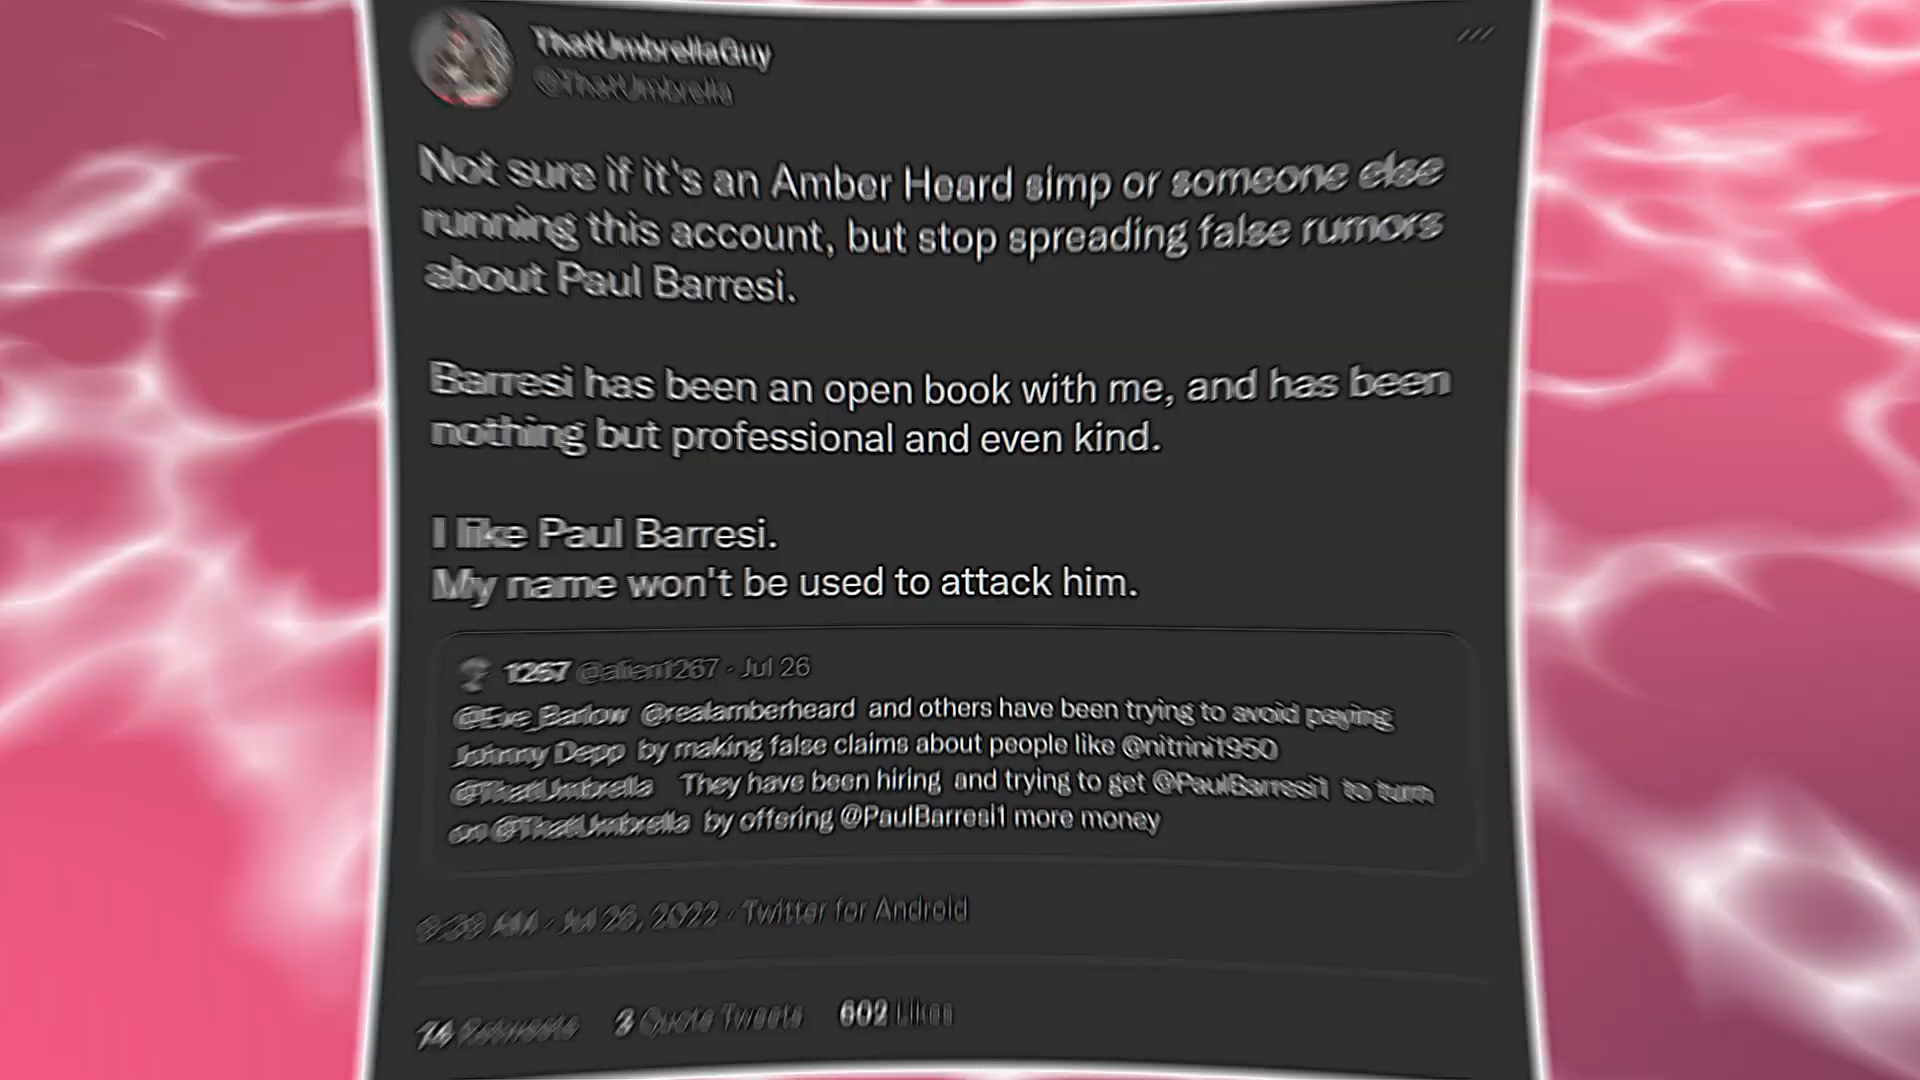 ThatUmbrellaGuy
@ThatUmbrella
Not sure if it's an Amber Heard simp or someone else
running this account, but stop spreading false rumors
about Paul Barresi.
Barresi has been an open book with me, and has been
nothing but professional and even kind.
I like Paul Barresi.
My name won't be used to attack him.
1267 @alien1267 · Jul 26
@Eve_Barlow @realamberheard and others have been trying to avoid paying
Johnny Depp by making false claims about people like @nitrini1950
@ThatUmbrella They have been hiring and trying to get @PaulBarresi1 to turn
on @ThatUmbrella by offering @PaulBarresi1 more money
AM · Jul 26, 2022 · Twitter for Android
74 Retweets 3 Quote Tweets 602 Likes